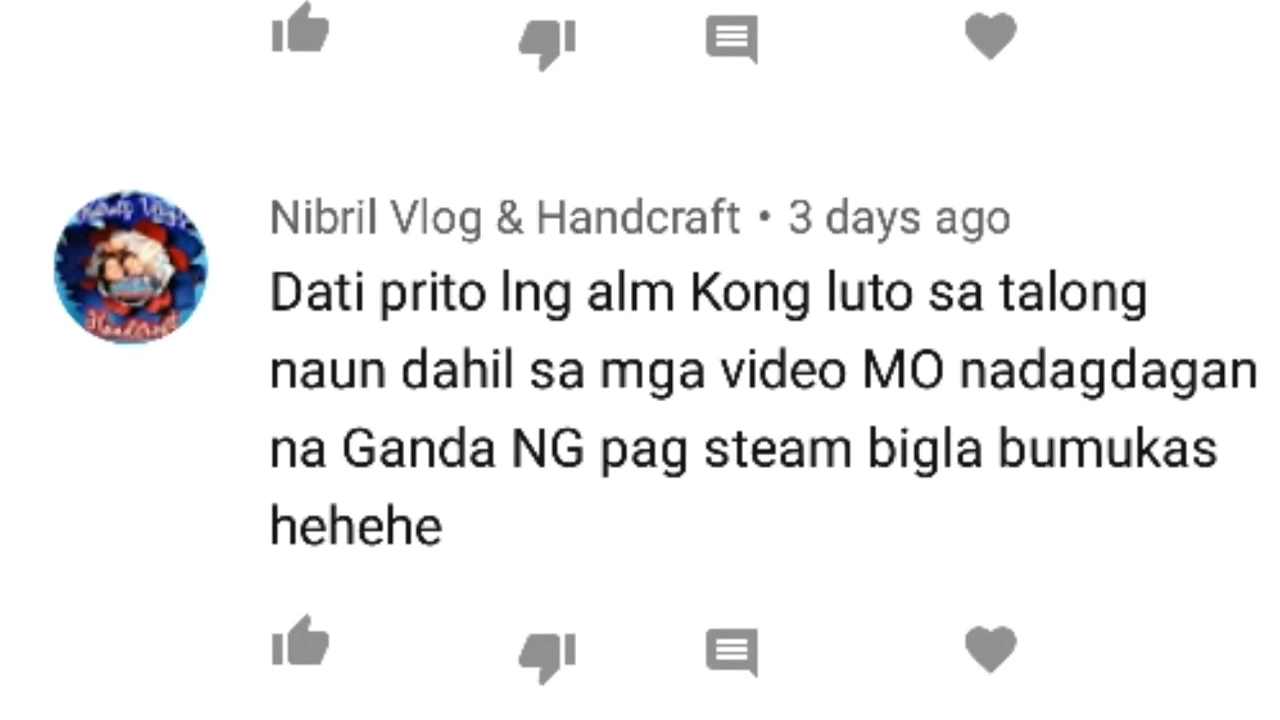 Nibril Vlog & Handcraft • 3 days ago
Dati prito lng alm Kong luto sa talong
naun dahil sa mga video MO nadagdagan
na Ganda NG pag steam bigla bumukas
hehehe